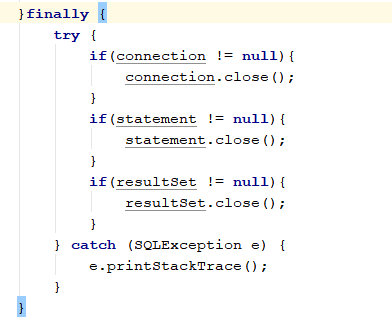 }finally {
    try {
        if(connection != null){
            connection.close();
        }
        if(statement != null){
            statement.close();
        }
        if(resultSet != null){
            resultSet.close();
        }
    } catch (SQLException e) {
        e.printStackTrace();
    }
}